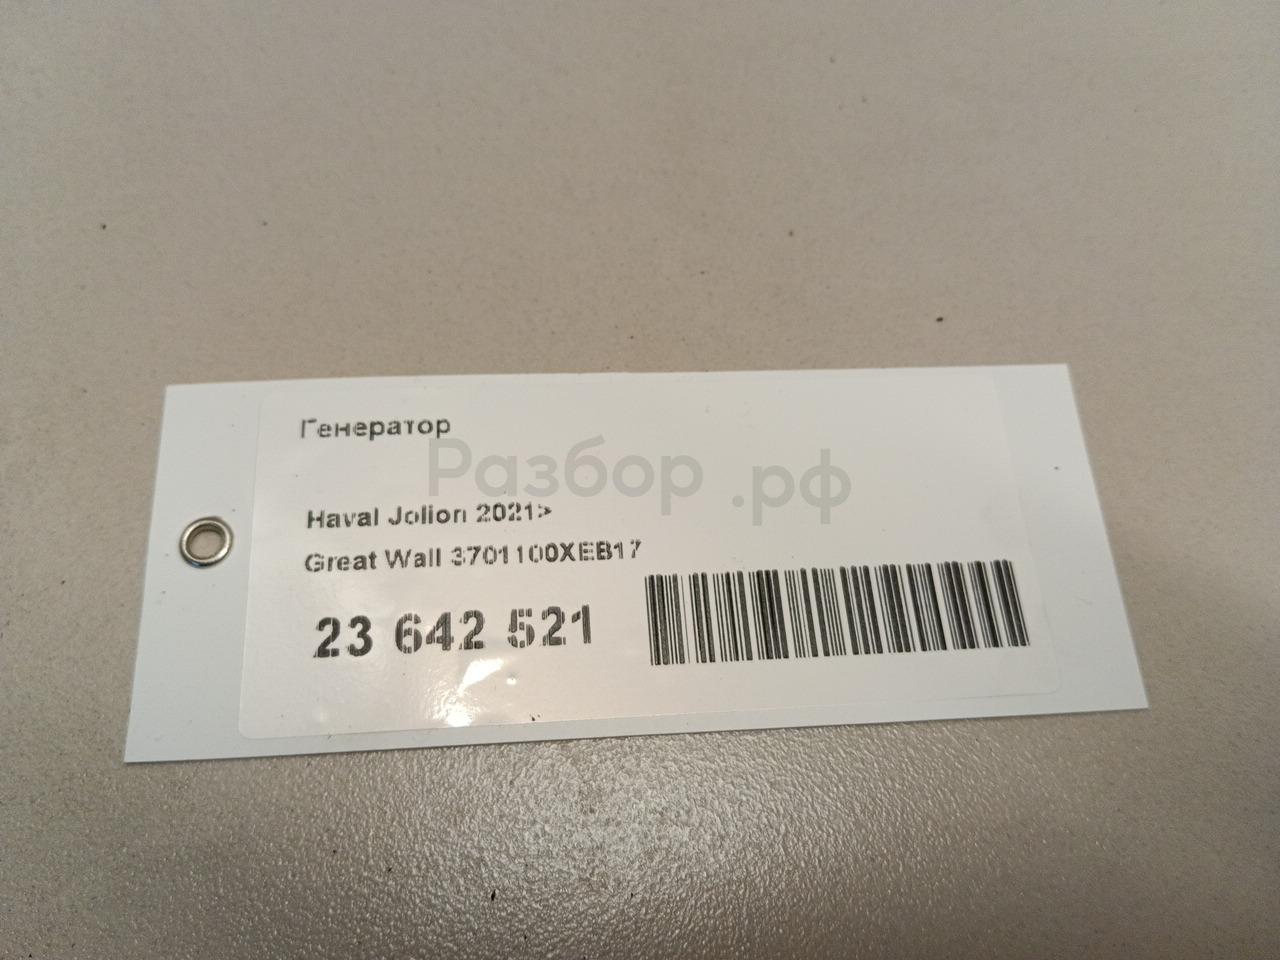 Генератор
Разбор.рф
Haval Jolion 2021>
Great Wall 3701100XEB17
23 642 521